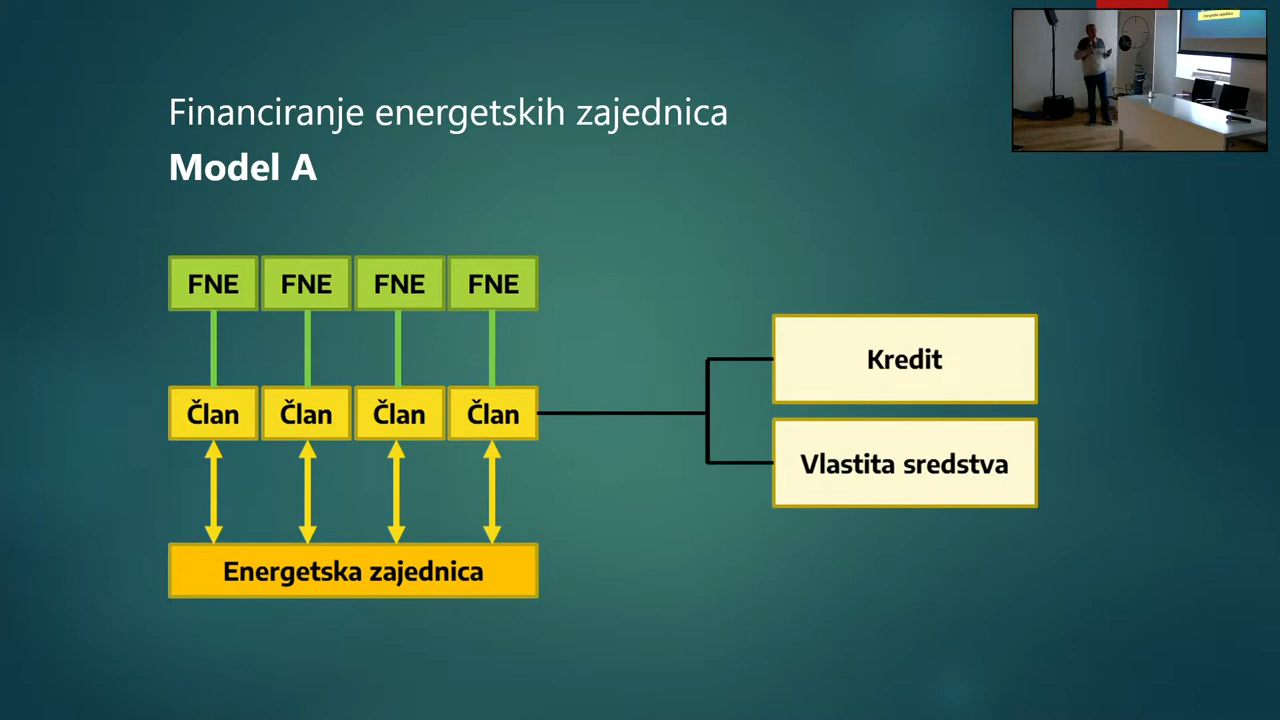 Financiranje energetskih zajednica
Model A
FNE FNE FNE FNE
Član Član Član Član
Kredit
Vlastita sredstva
Energetska zajednica